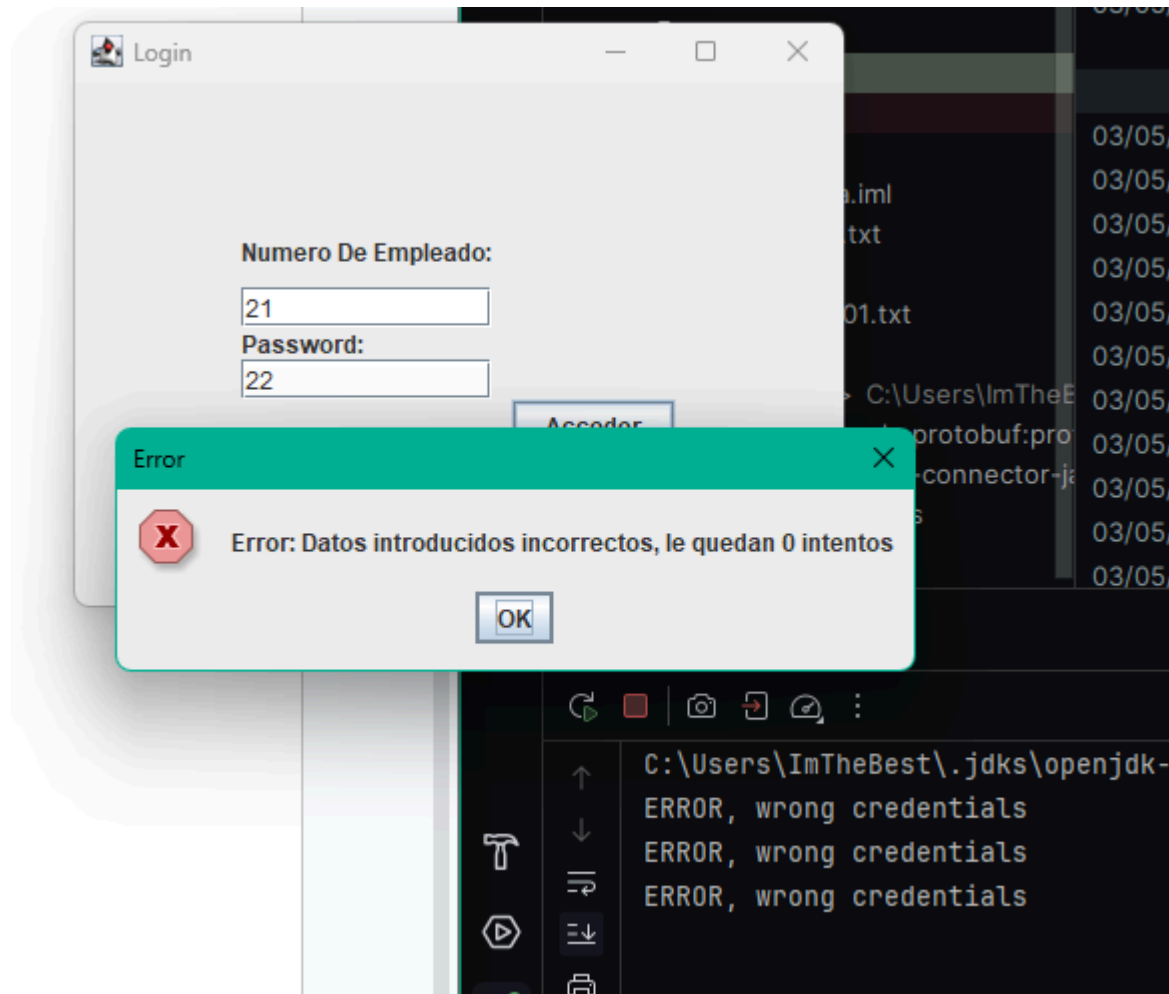 Login
Numero De Empleado:
21
Password:
22
Acceder
Error
Error: Datos introducidos incorrectos, le quedan 0 intentos
OK
.iml
.txt
01.txt
C:\Users\ImTheB
protobuf:pro
-connector-ja
s
03/05/
03/05/
03/05/
03/05/
03/05/
03/05/
03/05/
03/05/
03/05/
03/05/
03/05/
C:\Users\ImTheBest\.jdks\openjdk-
ERROR, wrong credentials
ERROR, wrong credentials
ERROR, wrong credentials